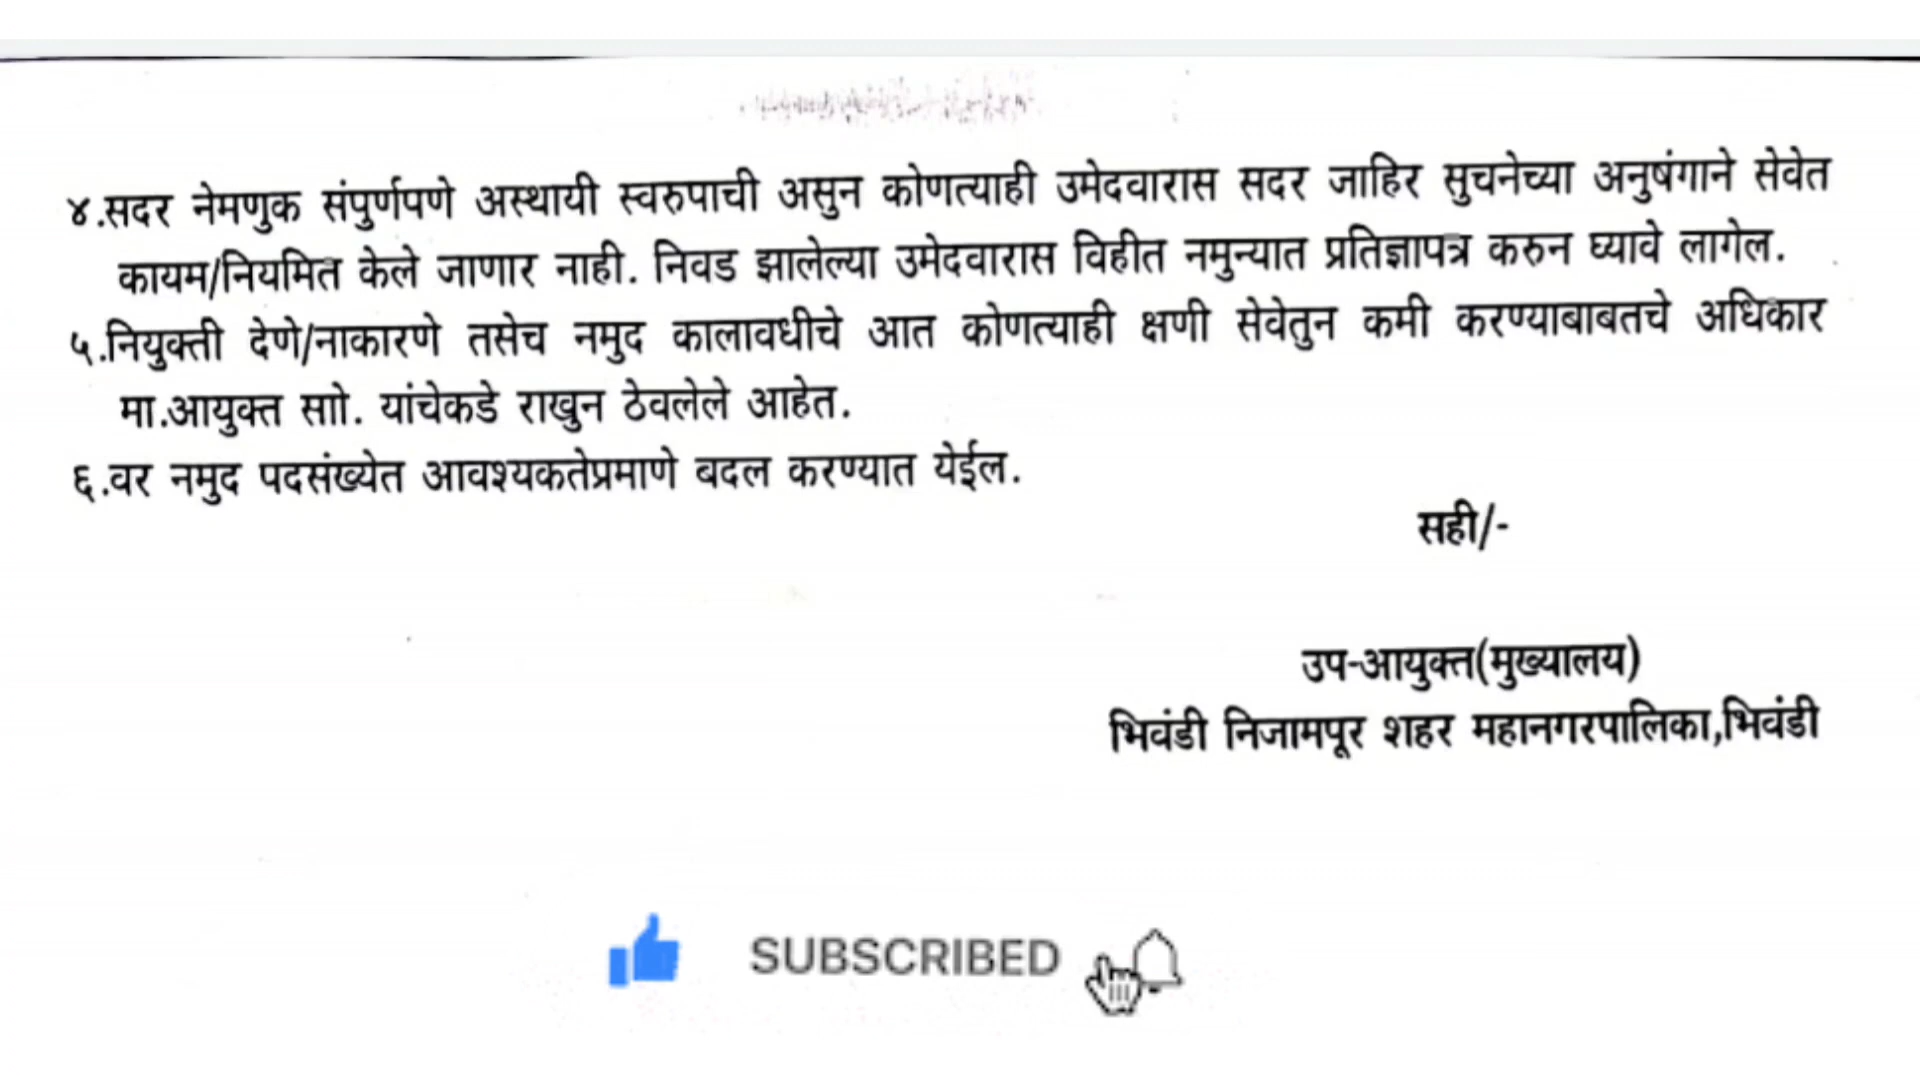 ४.सदर नेमणुक संपुर्णपणे अस्थायी स्वरुपाची असुन कोणत्याही उमेदवारास सदर जाहिर सुचनेच्या अनुषंगाने सेवेत
कायम/नियमित केले जाणार नाही. निवड झालेल्या उमेदवारास विहीत नमुन्यात प्रतिज्ञापत्र करुन घ्यावे लागेल.
५.नियुक्ती देणे/नाकारणे तसेच नमुद कालावधीचे आत कोणत्याही क्षणी सेवेतुन कमी करण्याबाबतचे अधिकार
मा.आयुक्त साो. यांचेकडे राखुन ठेवलेले आहेत.
६.वर नमुद पदसंख्येत आवश्यकतेप्रमाणे बदल करण्यात येईल.
सही/-
उप-आयुक्त(मुख्यालय)
भिवंडी निजामपूर शहर महानगरपालिका,भिवंडी
SUBSCRIBED